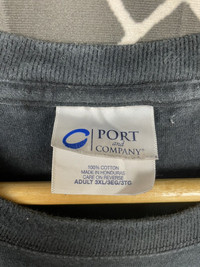 PORT
and
COMPANY®
100% COTTON
MADE IN HONDURAS
CARE ON REVERSE
ADULT 3XL/3EG/3TG